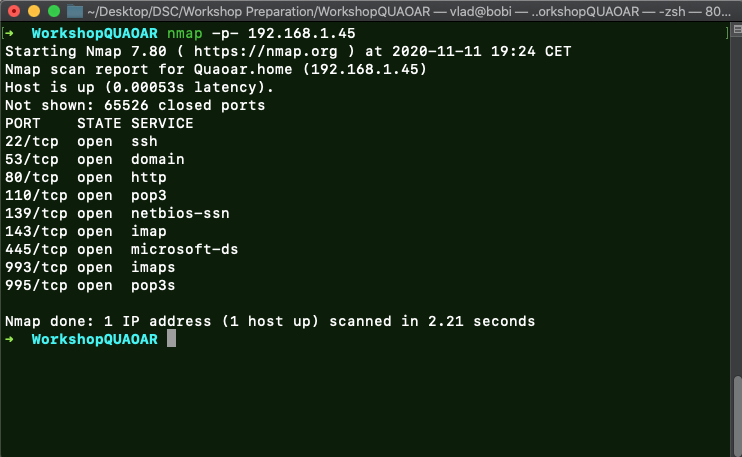 ~/Desktop/DSC/Workshop Preparation/WorkshopQUAOAR — vlad@bobi — ..orkshopQUAOAR — -zsh — 80...
[➜  WorkshopQUAOAR nmap -p- 192.168.1.45 ]
Starting Nmap 7.80 ( https://nmap.org ) at 2020-11-11 19:24 CET
Nmap scan report for Quaoar.home (192.168.1.45)
Host is up (0.00053s latency).
Not shown: 65526 closed ports
PORT    STATE SERVICE
22/tcp  open  ssh
53/tcp  open  domain
80/tcp  open  http
110/tcp open  pop3
139/tcp open  netbios-ssn
143/tcp open  imap
445/tcp open  microsoft-ds
993/tcp open  imaps
995/tcp open  pop3s

Nmap done: 1 IP address (1 host up) scanned in 2.21 seconds
➜  WorkshopQUAOAR